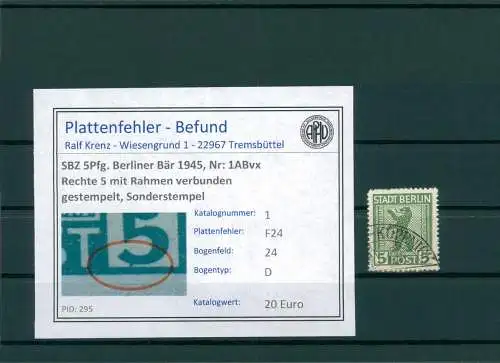 Plattenfehler - Befund
Ralf Krenz - Wiesengrund 1 - 22967 Tremsbüttel
SBZ 5Pfg. Berliner Bär 1945, Nr: 1ABvx
Rechte 5 mit Rahmen verbunden
gestempelt, Sonderstempel
Katalognummer: 1
Plattenfehler: F24
Bogenfeld: 24
Bogentyp: D
Katalogwert: 20 Euro
ST 5
PID: 295
STADT BERLIN
5 POST 5